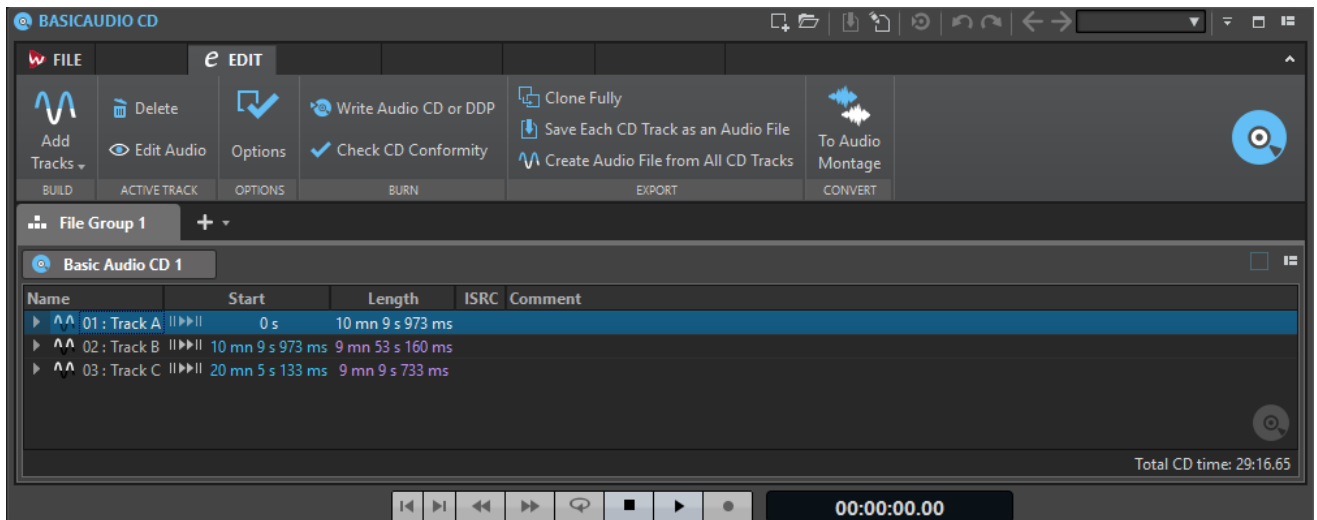 BASICAUDIO CD
FILE
EDIT
Add Tracks
Delete
Edit Audio
Options
Write Audio CD or DDP
Check CD Conformity
Clone Fully
Save Each CD Track as an Audio File
Create Audio File from All CD Tracks
To Audio Montage
BUILD ACTIVE TRACK OPTIONS BURN EXPORT CONVERT
File Group 1
Basic Audio CD 1
Name Start Length ISRC Comment
01 : Track A 0 s 10 mn 9 s 973 ms
02 : Track B 10 mn 9 s 973 ms 9 mn 53 s 160 ms
03 : Track C 20 mn 5 s 133 ms 9 mn 9 s 733 ms
Total CD time: 29:16.65
00:00:00.00